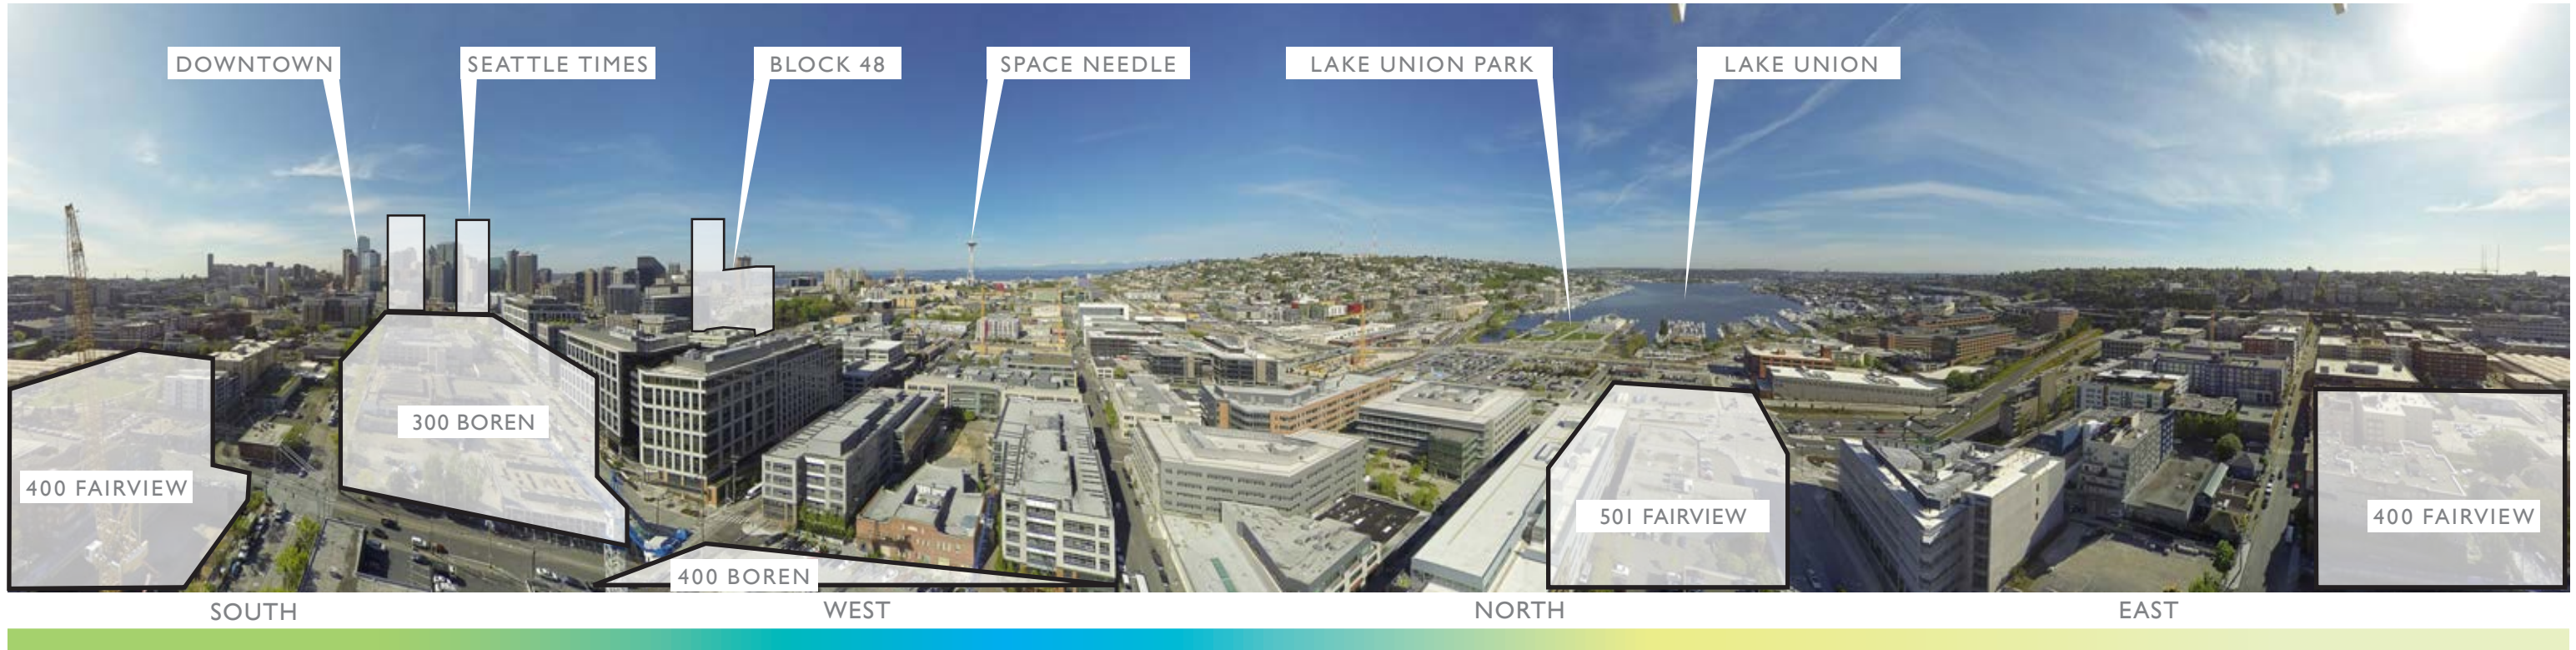 DOWNTOWN
SEATTLE TIMES
BLOCK 48
SPACE NEEDLE
LAKE UNION PARK
LAKE UNION
300 BOREN
400 FAIRVIEW
501 FAIRVIEW
400 FAIRVIEW
400 BOREN
SOUTH
WEST
NORTH
EAST